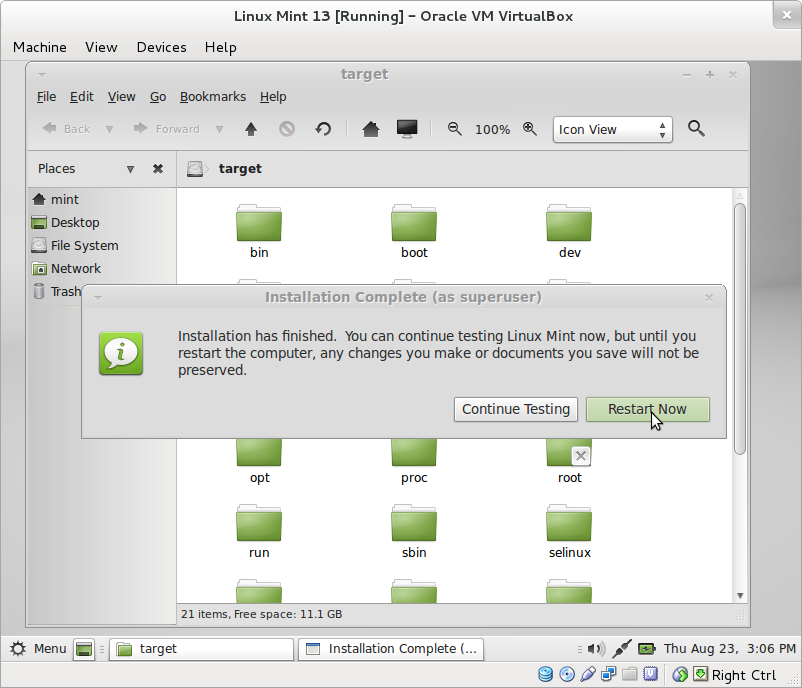 Linux Mint 13 [Running] – Oracle VM VirtualBox
Machine View Devices Help
target
File Edit View Go Bookmarks Help
Back Forward 100% Icon View
Places target
mint
Desktop
File System
Network
Trash
bin boot dev
Installation Complete (as superuser)
Installation has finished. You can continue testing Linux Mint now, but until you
restart the computer, any changes you make or documents you save will not be
preserved.
Continue Testing Restart Now
opt proc root
run sbin selinux
21 items, Free space: 11.1 GB
Menu target Installation Complete (... Thu Aug 23, 3:06 PM
Right Ctrl